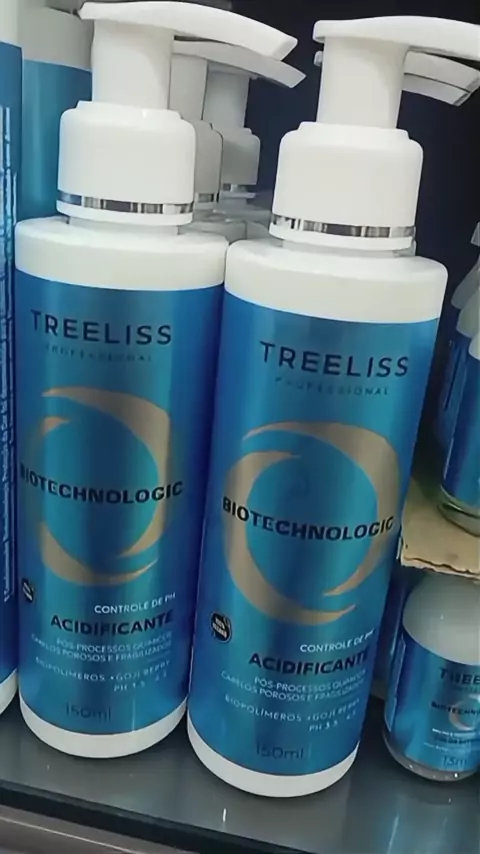 TREELISS
PROFESSIONAL
BIOTECHNOLOGIC
CONTROLE DE PH
ACIDIFICANTE
PÓS-PROCESSOS QUÍMICOS
CABELOS POROSOS E FRAGILIZADOS
BIOPOLÍMEROS + GOJI BERRY
150ml
TREELISS
PROFESSIONAL
BIOTECHNOLOGIC
CONTROLE DE PH
ACIDIFICANTE
PÓS-PROCESSOS QUÍMICOS
CABELOS POROSOS E FRAGILIZADOS
BIOPOLÍMEROS + GOJI BERRY
150ml
TREE